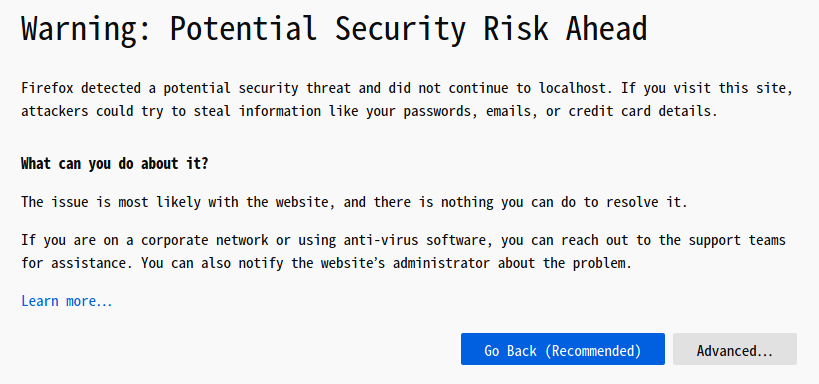 Warning: Potential Security Risk Ahead
Firefox detected a potential security threat and did not continue to localhost. If you visit this site,
attackers could try to steal information like your passwords, emails, or credit card details.
What can you do about it?
The issue is most likely with the website, and there is nothing you can do to resolve it.
If you are on a corporate network or using anti-virus software, you can reach out to the support teams
for assistance. You can also notify the website’s administrator about the problem.
Learn more…
Go Back (Recommended)
Advanced…